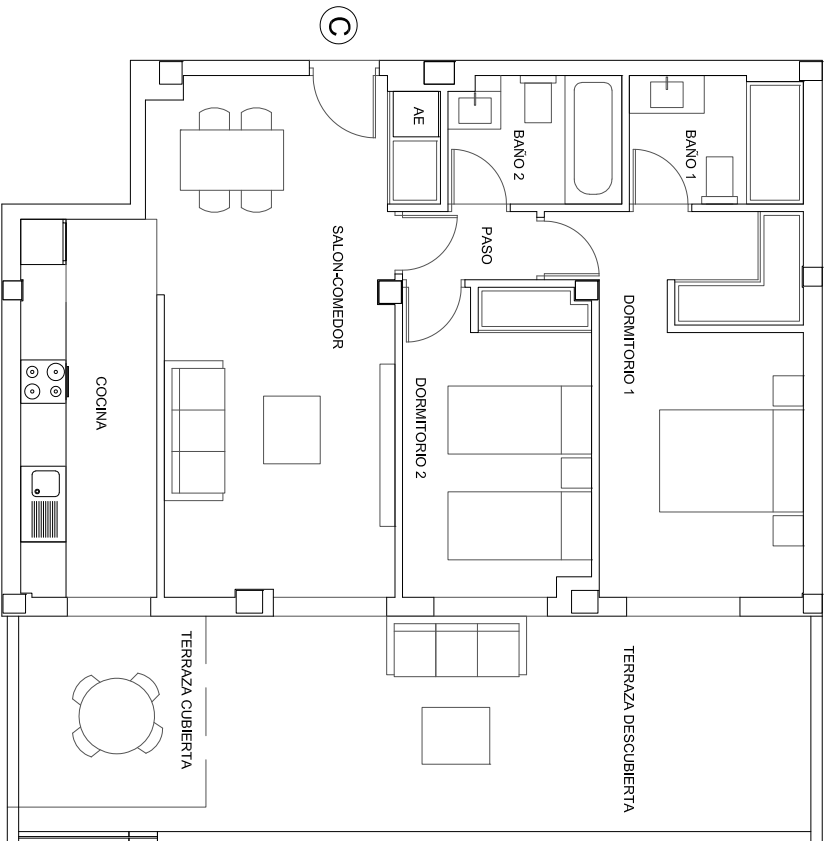 C
AE
BAÑO 2
BAÑO 1
SALON-COMEDOR
PASO
DORMITORIO 1
COCINA
DORMITORIO 2
TERRAZA CUBIERTA
TERRAZA DESCUBIERTA